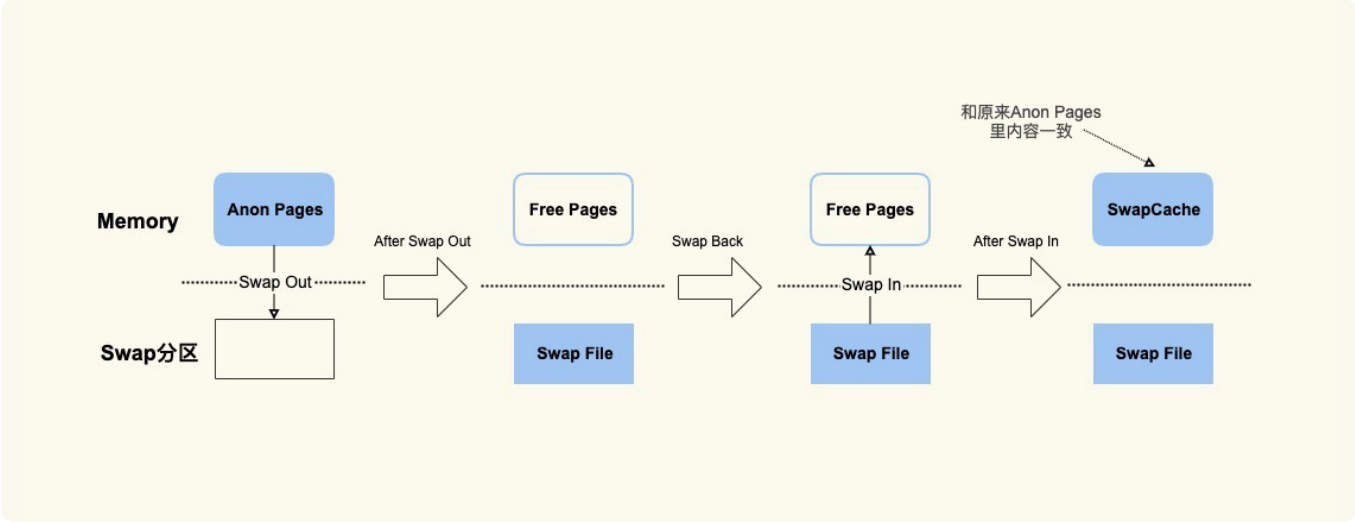 和原来Anon Pages
里内容一致
Memory
Anon Pages
Free Pages
Free Pages
SwapCache
After Swap Out
Swap Back
After Swap In
Swap Out
Swap In
Swap分区
Swap File
Swap File
Swap File